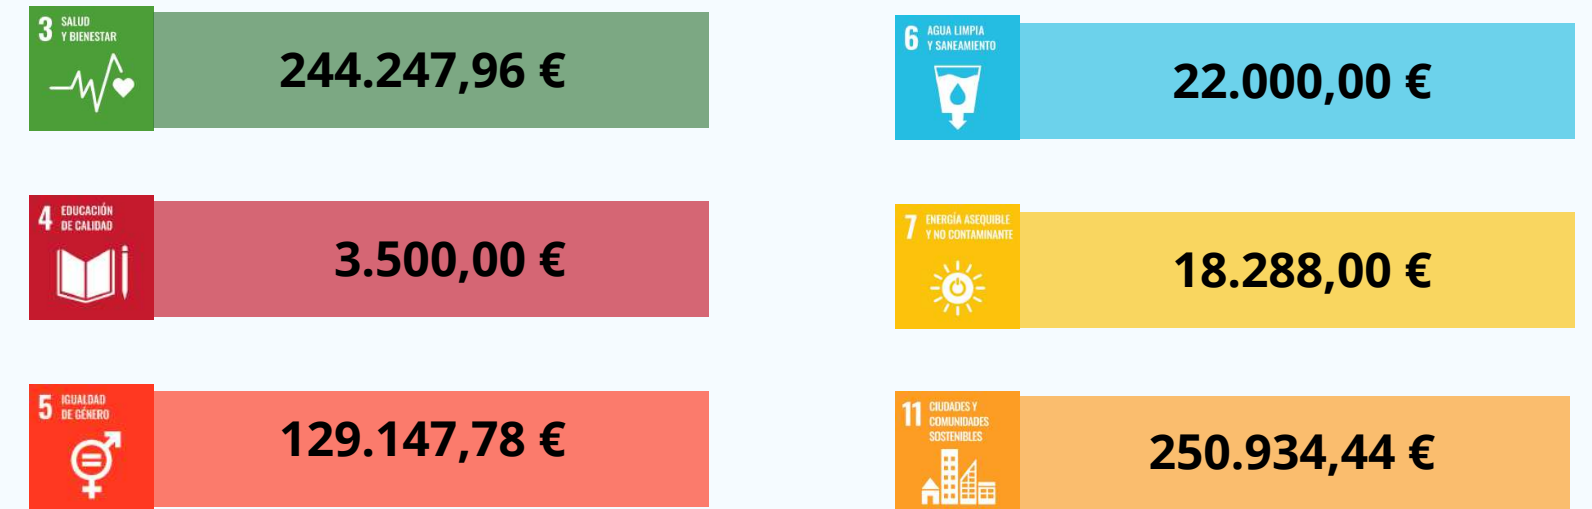 3 SALUD
Y BIENESTAR
244.247,96 €
4 EDUCACIÓN
DE CALIDAD
3.500,00 €
5 IGUALDAD
DE GÉNERO
129.147,78 €
6 AGUA LIMPIA
Y SANEAMIENTO
22.000,00 €
7 ENERGÍA ASEQUIBLE
Y NO CONTAMINANTE
18.288,00 €
11 CIUDADES Y
COMUNIDADES
SOSTENIBLES
250.934,44 €